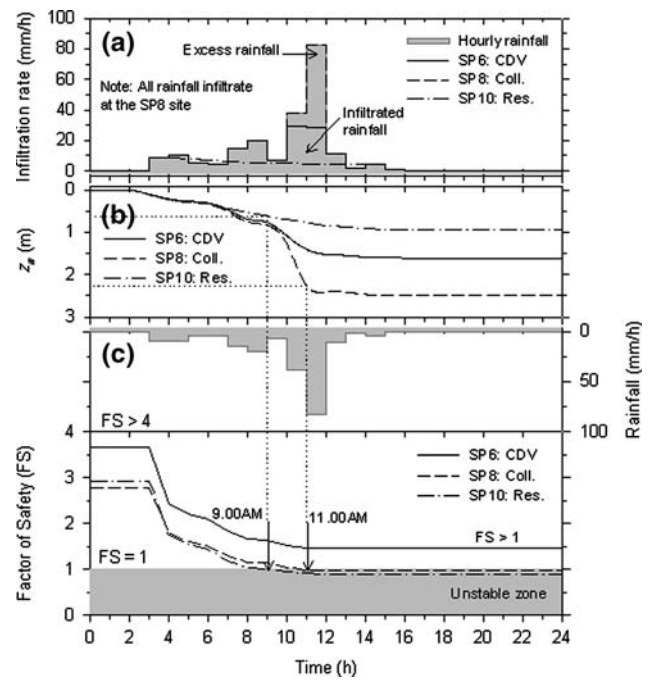 (a)
Infiltration rate (mm/h)
100
80
60
40
20
0
Excess rainfall
Note: All rainfall infiltrate
at the SP8 site
Infiltrated
rainfall
Hourly rainfall
SP6: CDV
SP8: Coll.
SP10: Res.
(b)
0
1
2
3
(m)
SP6: CDV
SP8: Coll.
SP10: Res.
(c)
0
50
100
Rainfall (mm/h)
FS > 4
4
3
2
1
0
Factor of Safety (FS)
SP6: CDV
SP8: Coll.
SP10: Res.
9.00AM
11.00AM
FS > 1
FS = 1
Unstable zone
0 2 4 6 8 10 12 14 16 18 20 22 24
Time (h)